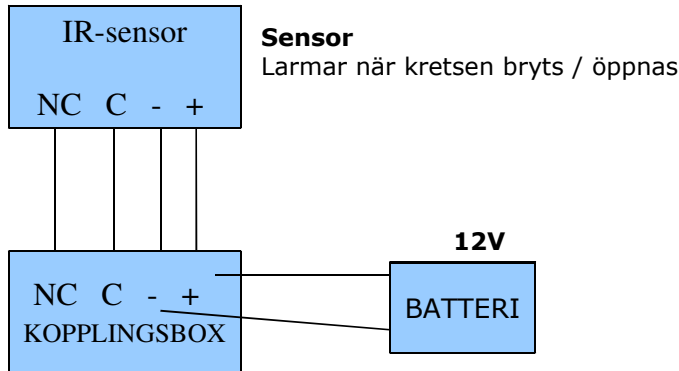 IR-sensor
NC C - +
Sensor
Larmar när kretsen bryts / öppnas
12V
NC C - +
KOPPLINGSBOX
BATTERI